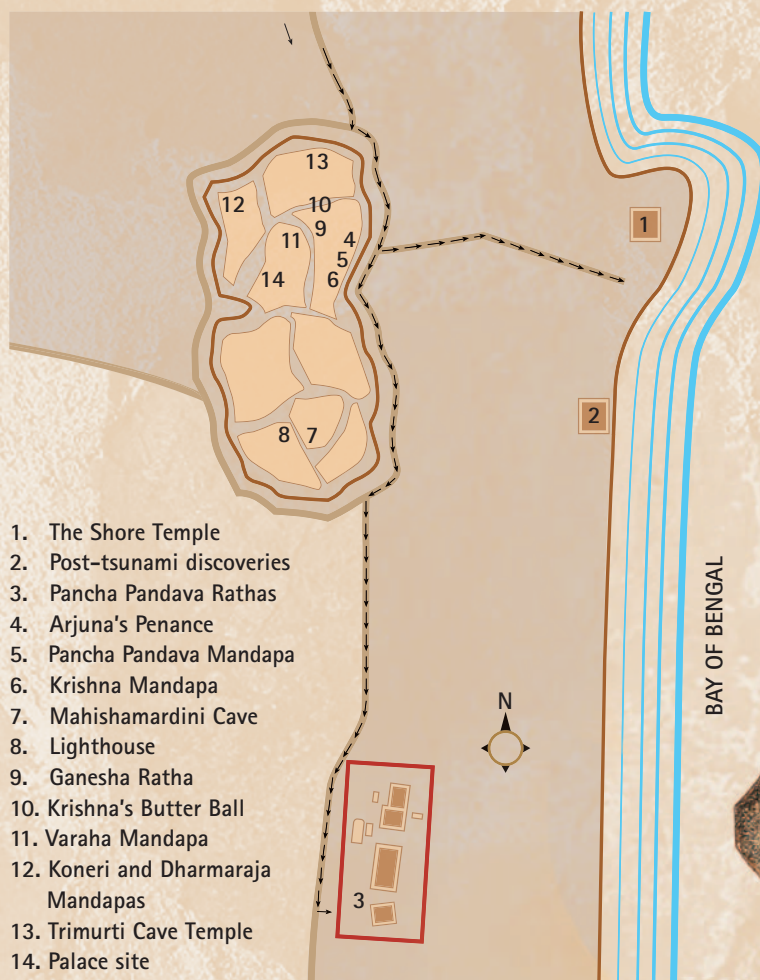 13
12
10
9
11
4
5
14
6
1
2
8
7
1. The Shore Temple
2. Post-tsunami discoveries
3. Pancha Pandava Rathas
4. Arjuna's Penance
5. Pancha Pandava Mandapa
6. Krishna Mandapa
7. Mahishamardini Cave
8. Lighthouse
9. Ganesha Ratha
10. Krishna's Butter Ball
11. Varaha Mandapa
12. Koneri and Dharmaraja
Mandapas
13. Trimurti Cave Temple
14. Palace site
BAY OF BENGAL
N
3